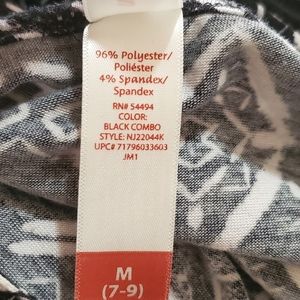 96% Polyester/
Poliéster
4% Spandex/
Spandex
RN# 54494
COLOR:
BLACK COMBO
STYLE: NJ22044K
UPC# 71796033603
JM1
M
(7-9)